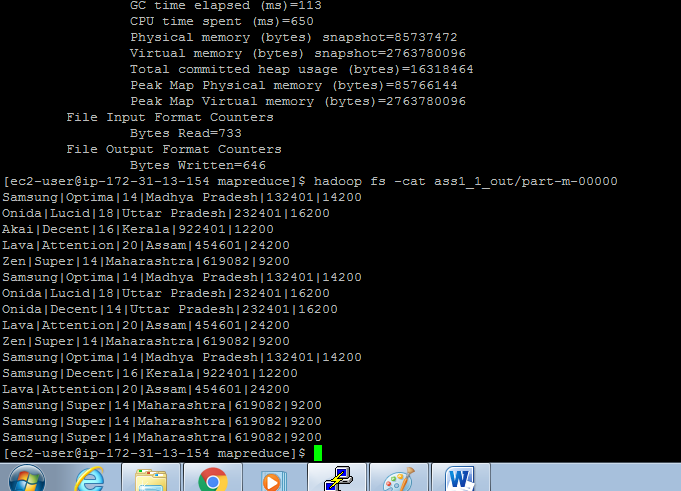 GC time elapsed (ms)=113
CPU time spent (ms)=650
Physical memory (bytes) snapshot=85737472
Virtual memory (bytes) snapshot=2763780096
Total committed heap usage (bytes)=16318464
Peak Map Physical memory (bytes)=85766144
Peak Map Virtual memory (bytes)=2763780096
File Input Format Counters
Bytes Read=733
File Output Format Counters
Bytes Written=646
[ec2-user@ip-172-31-13-154 mapreduce]$ hadoop fs -cat ass1_1_out/part-m-00000
Samsung|Optima|14|Madhya Pradesh|132401|14200
Onida|Lucid|18|Uttar Pradesh|232401|16200
Akai|Decent|16|Kerala|922401|12200
Lava|Attention|20|Assam|454601|24200
Zen|Super|14|Maharashtra|619082|9200
Samsung|Optima|14|Madhya Pradesh|132401|14200
Onida|Lucid|18|Uttar Pradesh|232401|16200
Onida|Decent|14|Uttar Pradesh|232401|16200
Lava|Attention|20|Assam|454601|24200
Zen|Super|14|Maharashtra|619082|9200
Samsung|Optima|14|Madhya Pradesh|132401|14200
Samsung|Decent|16|Kerala|922401|12200
Lava|Attention|20|Assam|454601|24200
Samsung|Super|14|Maharashtra|619082|9200
Samsung|Super|14|Maharashtra|619082|9200
Samsung|Super|14|Maharashtra|619082|9200
[ec2-user@ip-172-31-13-154 mapreduce]$